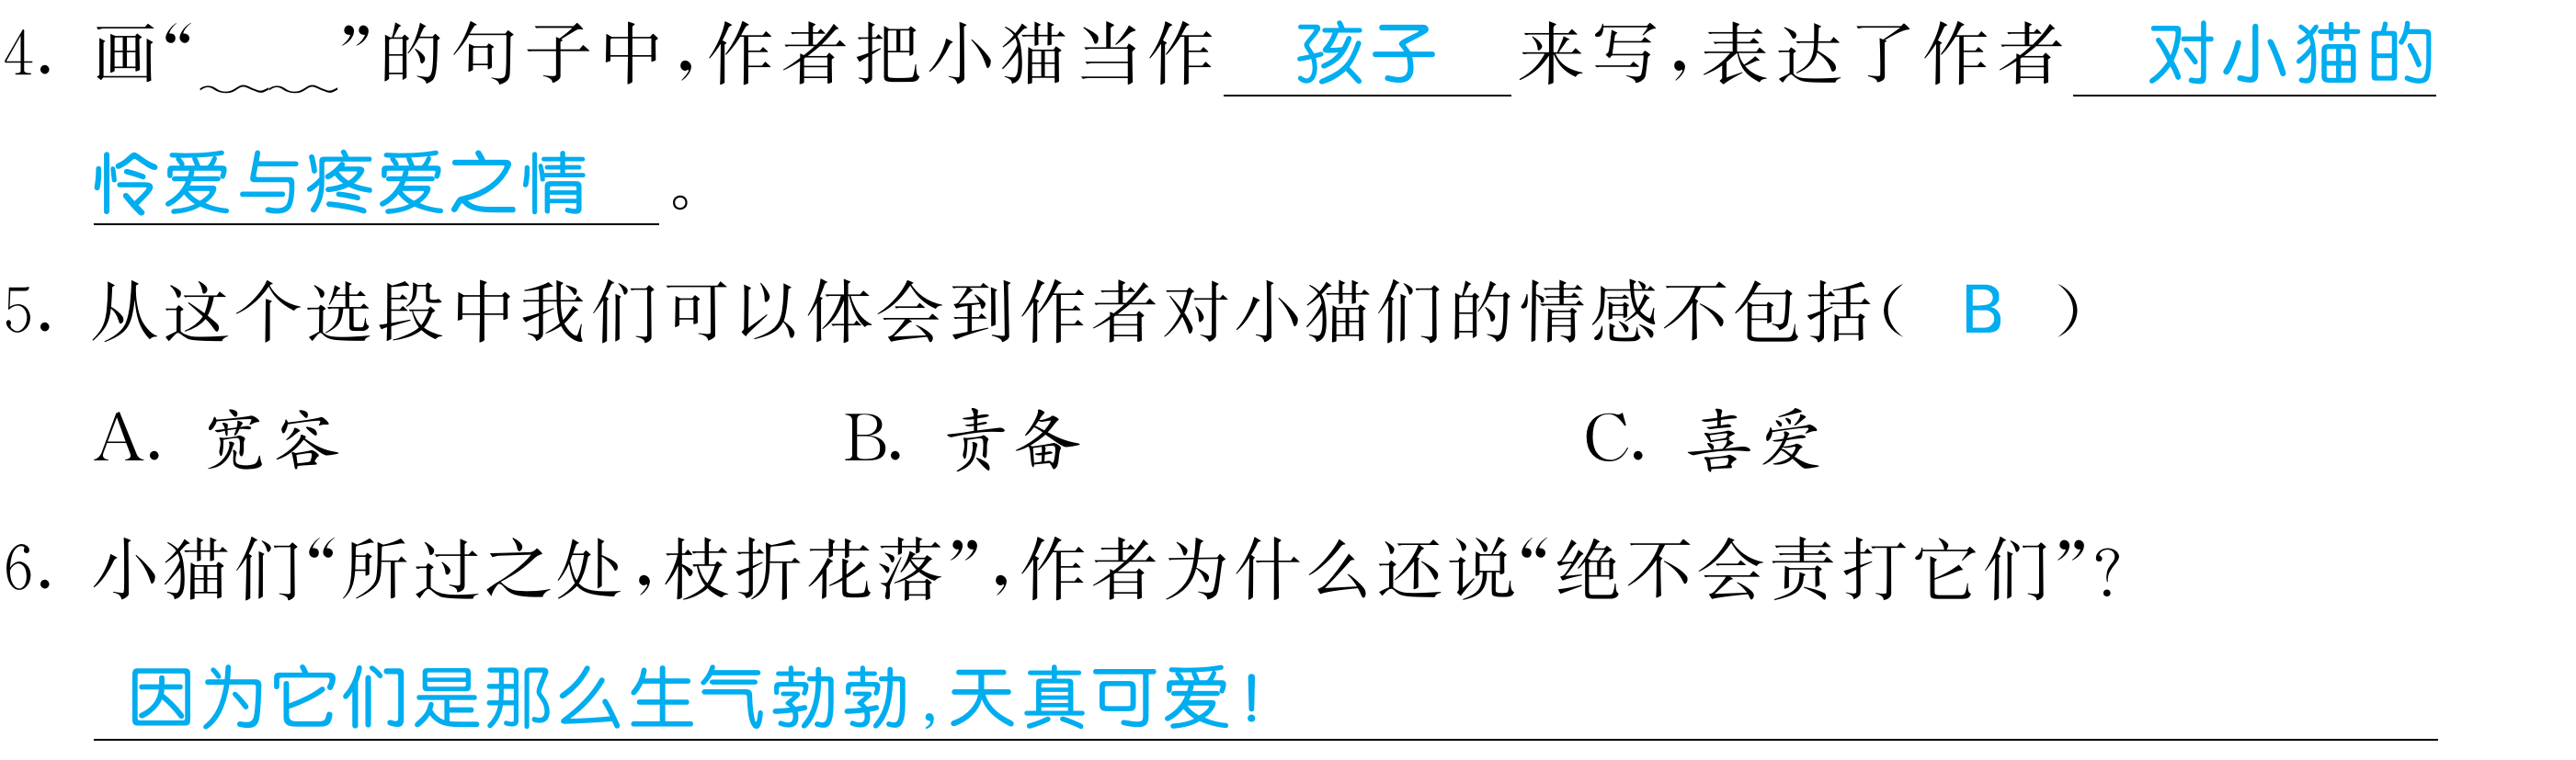 4. 画“﹏﹏”的句子中,作者把小猫当作 孩子 来写,表达了作者 对小猫的
怜爱与疼爱之情 。
5. 从这个选段中我们可以体会到作者对小猫们的情感不包括( B )
A. 宽容 B. 责备 C. 喜爱
6. 小猫们“所过之处,枝折花落”,作者为什么还说“绝不会责打它们”?
因为它们是那么生气勃勃,天真可爱!